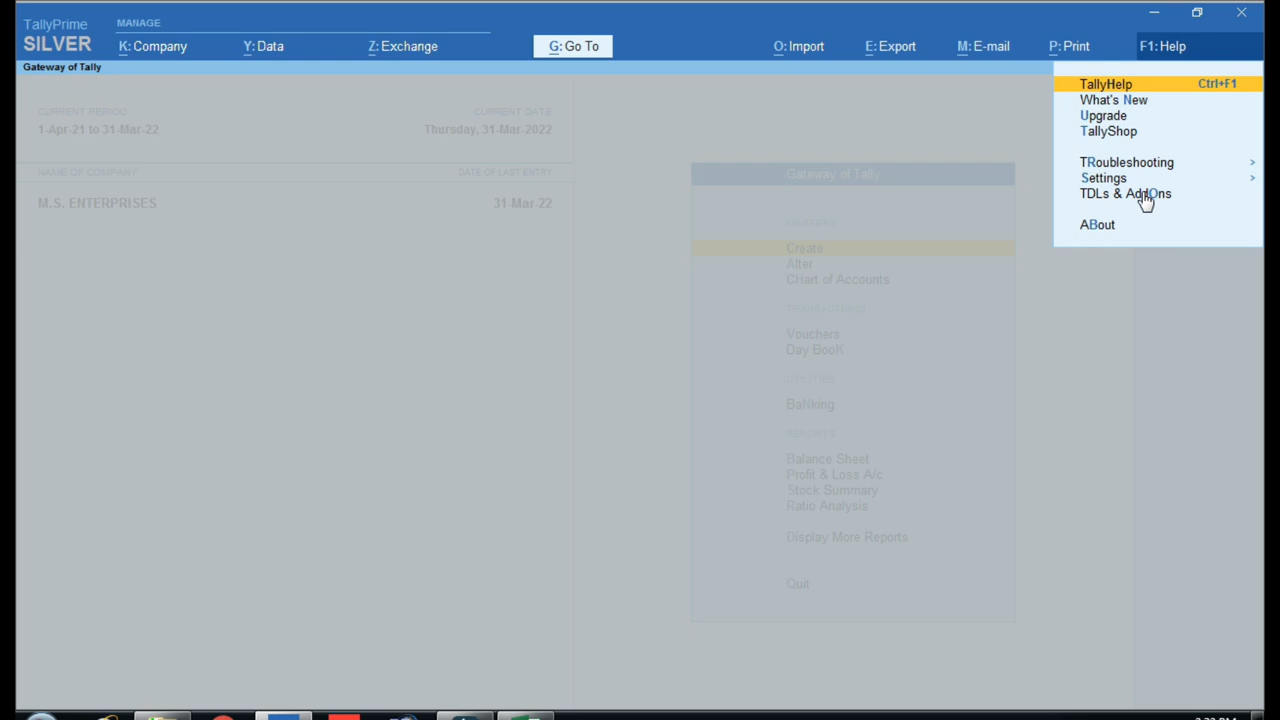 TallyPrime
MANAGE
SILVER
K: Company
Y: Data
Z: Exchange
G: Go To
O: Import
E: Export
M: E-mail
P: Print
F1: Help
Gateway of Tally
TallyHelp Ctrl+F1
What's New
Upgrade
TallyShop
TRoubleshooting >
Settings >
TDLs & AddOns
ABout
CURRENT PERIOD
CURRENT DATE
1-Apr-21 to 31-Mar-22
Thursday, 31-Mar-2022
NAME OF COMPANY
DATE OF LAST ENTRY
M.S. ENTERPRISES
31-Mar-22
Gateway of Tally
MASTERS
Create
Alter
CHart of Accounts
TRANSACTIONS
Vouchers
Day BooK
UTILITIES
BaNking
REPORTS
Balance Sheet
Profit & Loss A/c
Stock Summary
Ratio Analysis
Display More Reports
Quit